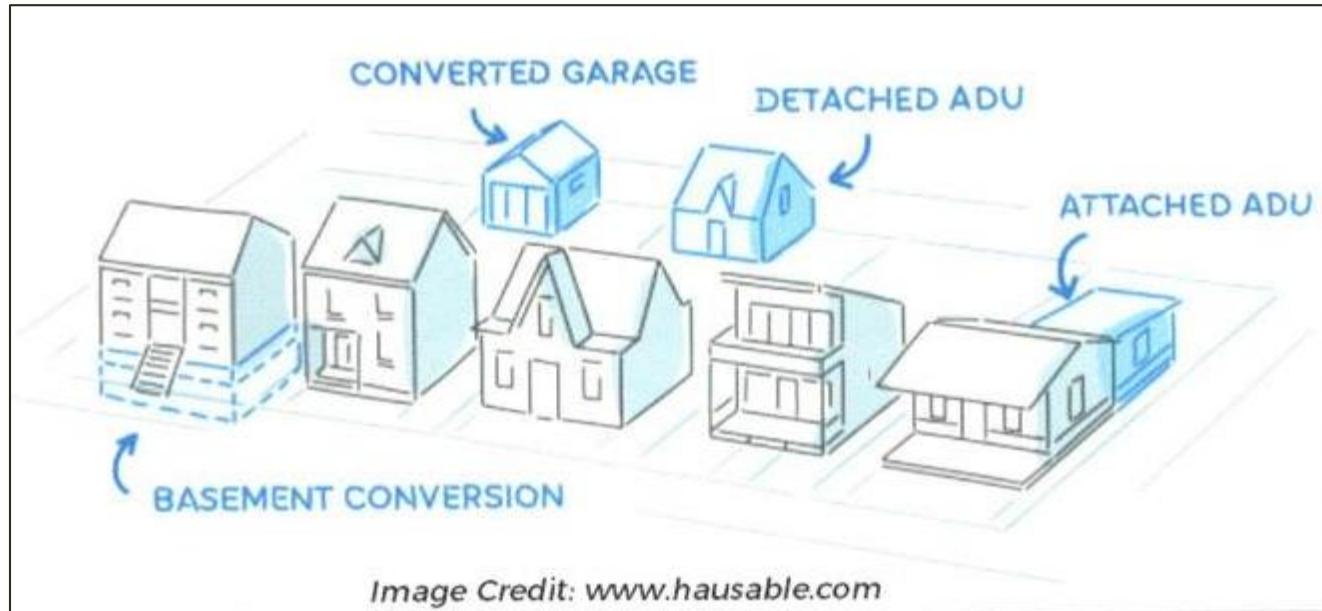 CONVERTED GARAGE
DETACHED ADU
ATTACHED ADU
BASEMENT CONVERSION
Image Credit: www.hausable.com